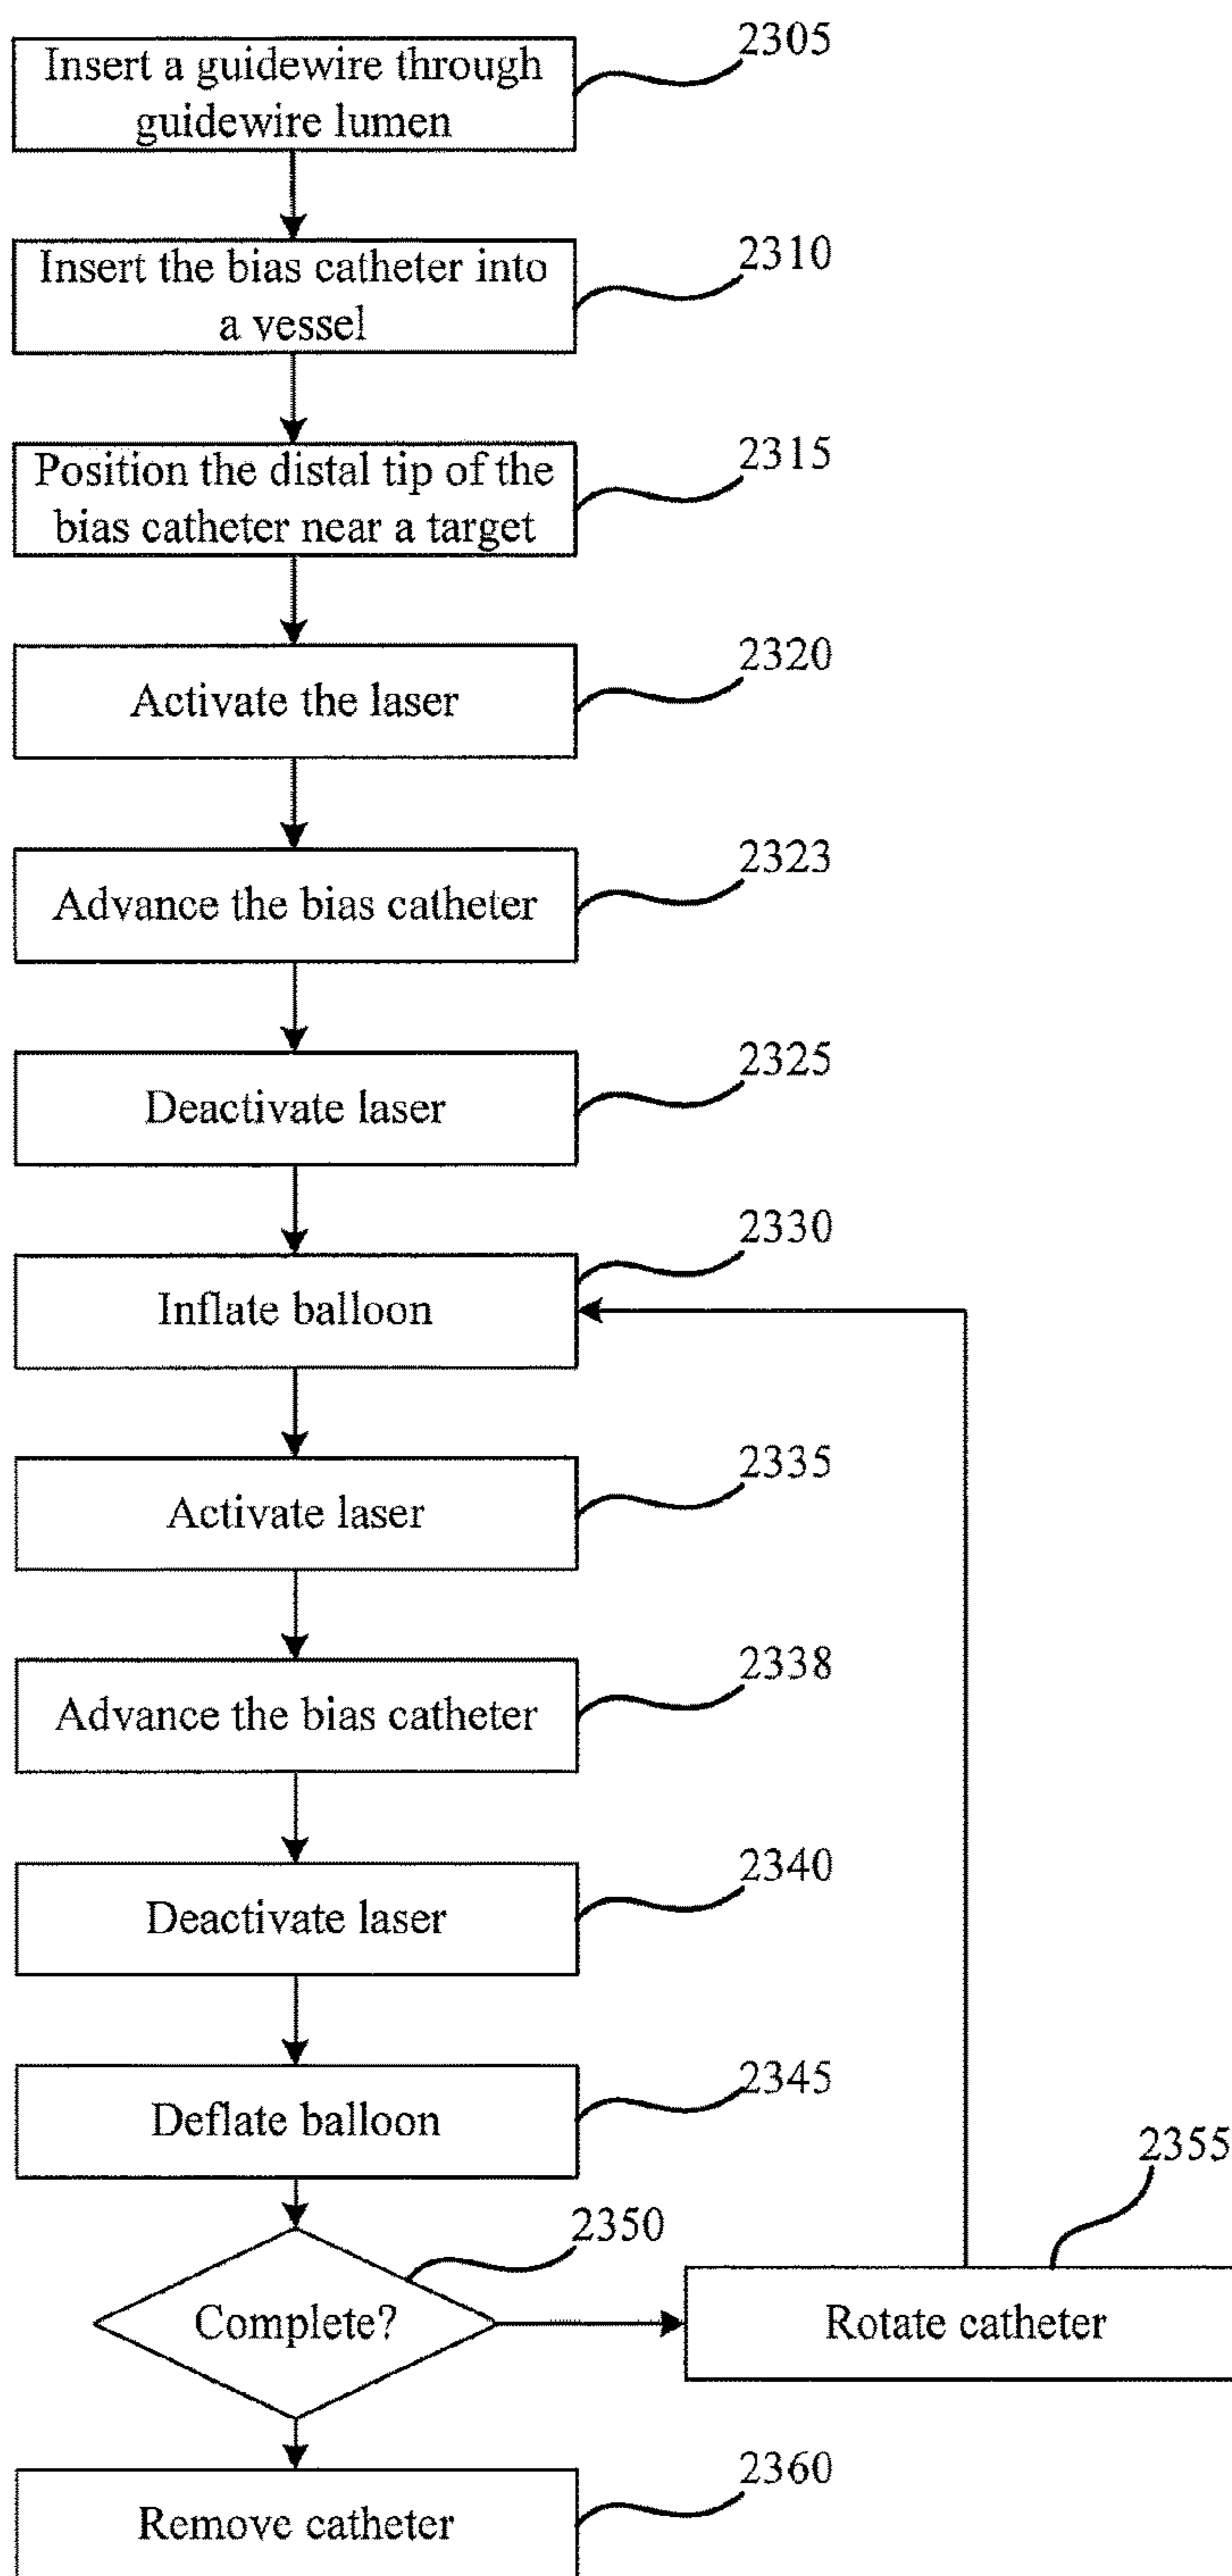 2305
Insert a guidewire through
guidewire lumen
2310
Insert the bias catheter into
a vessel
2315
Position the distal tip of the
bias catheter near a target
2320
Activate the laser
2323
Advance the bias catheter
2325
Deactivate laser
2330
Inflate balloon
2335
Activate laser
2338
Advance the bias catheter
2340
Deactivate laser
2345
Deflate balloon
2355
2350
Complete?
Rotate catheter
2360
Remove catheter